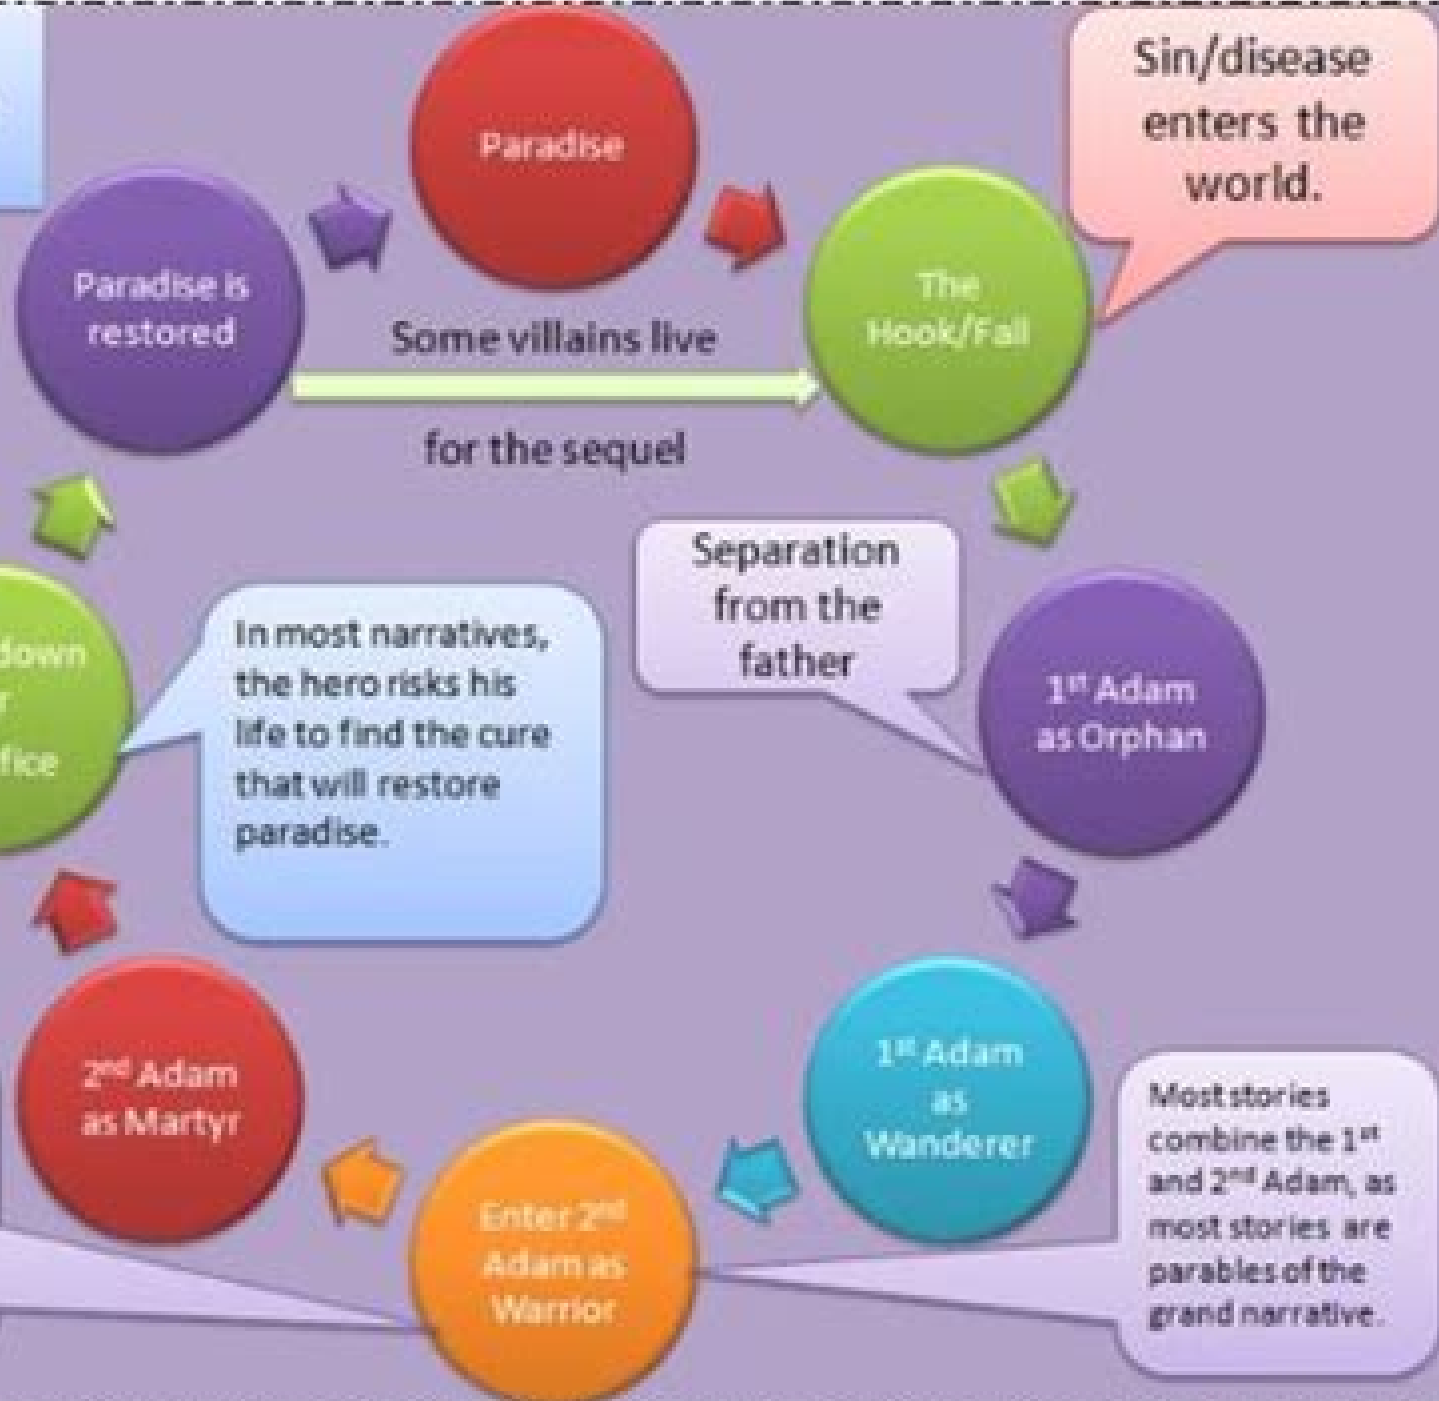 Paradise
Sin/disease
enters the
world.
Paradise is
restored
The
Hook/Fall
Some villains live
for the sequel
Separation
from the
father
1st Adam
as Orphan
In most narratives,
the hero risks his
life to find the cure
that will restore
paradise.
down
r
fice
1st Adam
as
Wanderer
2nd Adam
as Martyr
Enter 2nd
Adam as
Warrior
Most stories
combine the 1st
and 2nd Adam, as
most stories are
parables of the
grand narrative.